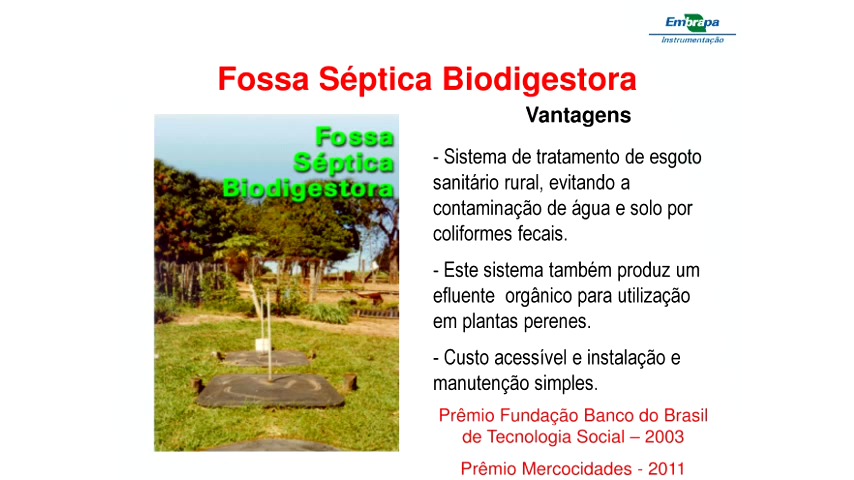 Embrapa
Instrumentação
Fossa Séptica Biodigestora
Vantagens
Fossa
Séptica
Biodigestora
- Sistema de tratamento de esgoto
sanitário rural, evitando a
contaminação de água e solo por
coliformes fecais.
- Este sistema também produz um
efluente  orgânico para utilização
em plantas perenes.
- Custo acessível e instalação e
manutenção simples.
Prêmio Fundação Banco do Brasil
de Tecnologia Social – 2003
Prêmio Mercocidades - 2011